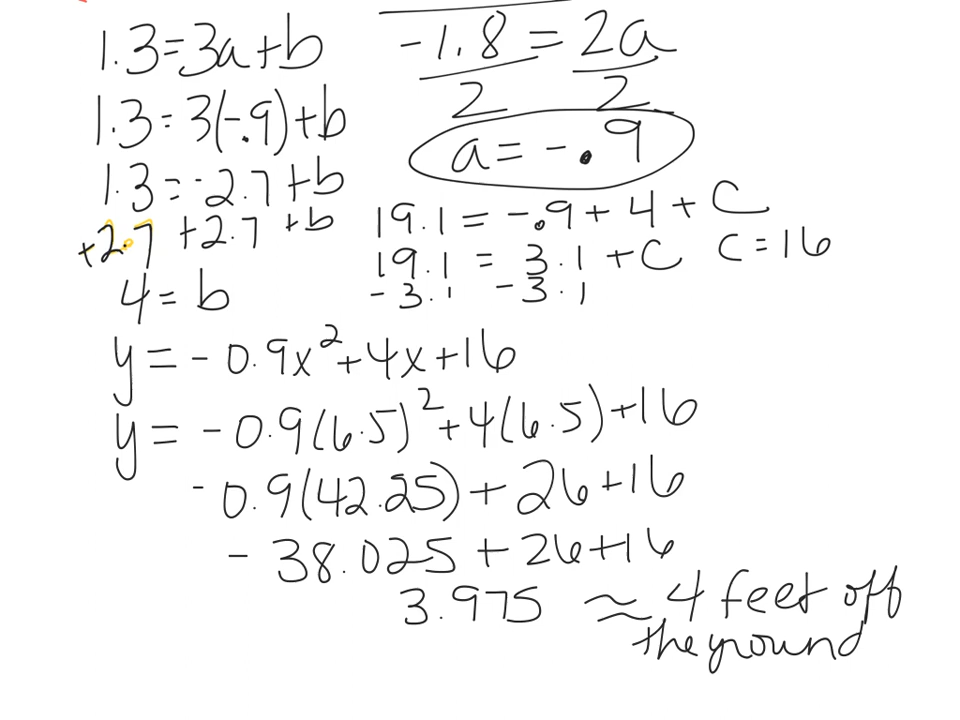 1.3=3a+b
1.3=3(-.9)+b
1.3=-2.7+b
+2.7 +2.7 +b
4=b
-1.8=2a
2 2
a=-.9
19.1=-.9+4+C
19.1=3.1+C C=16
-3.1 -3.1
y=-0.9x²+4x+16
y=-0.9(6.5)²+4(6.5)+16
-0.9(42.25)+26+16
-38.025+26+16
3.975 ≈ 4 feet off
the ground